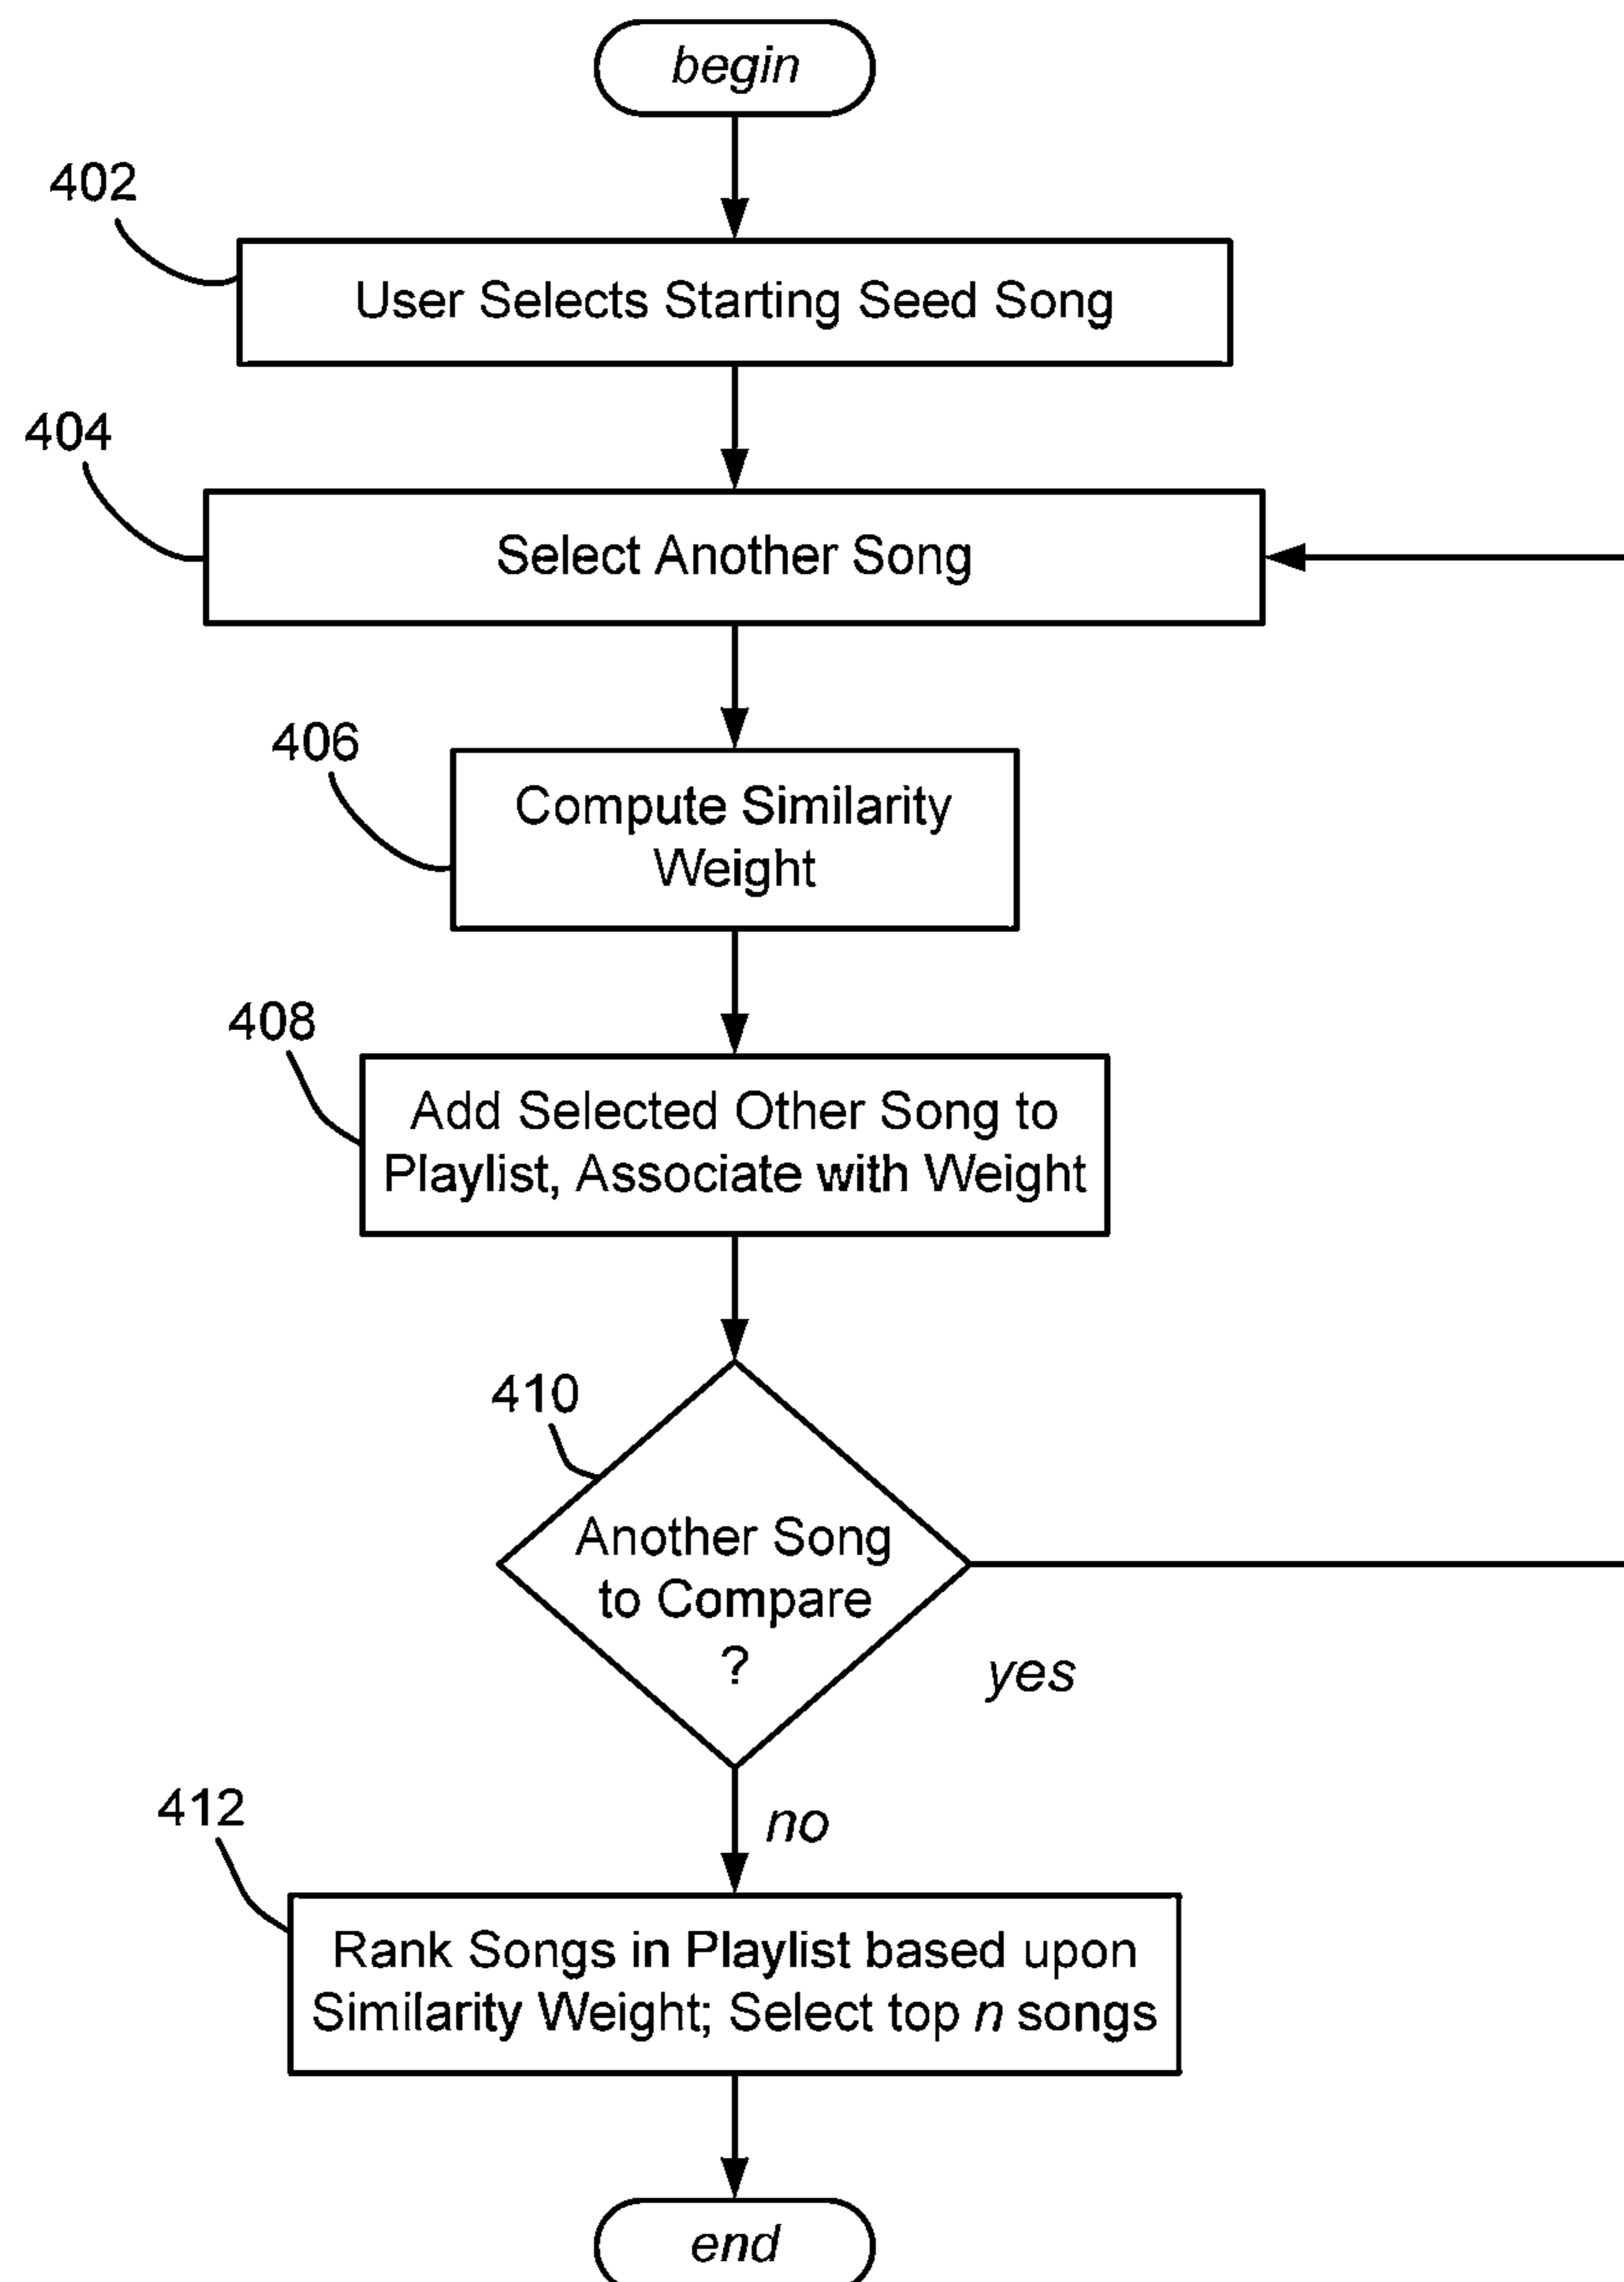 begin
402
User Selects Starting Seed Song
404
Select Another Song
406
Compute Similarity
Weight
408
Add Selected Other Song to
Playlist, Associate with Weight
410
Another Song
to Compare
?
yes
no
412
Rank Songs in Playlist based upon
Similarity Weight; Select top n songs
end